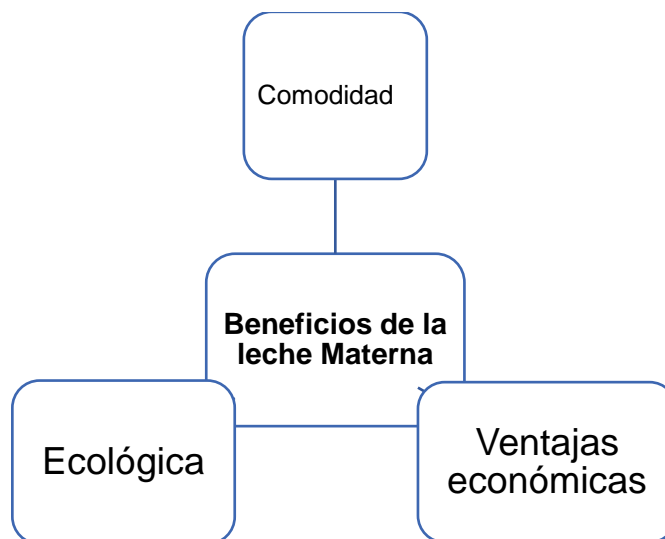 Comodidad
Beneficios de la
leche Materna
Ecológica
Ventajas
económicas